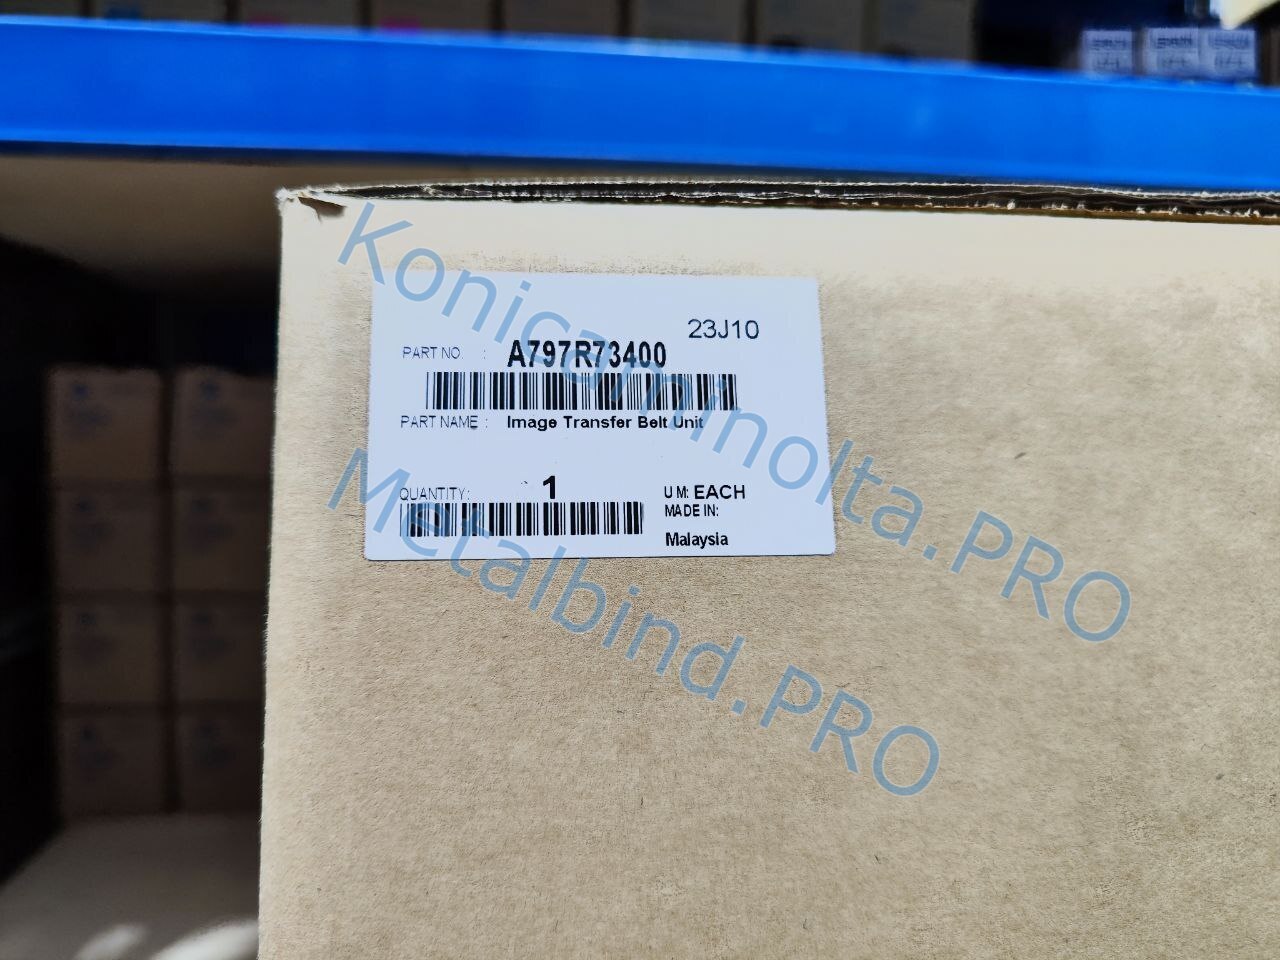 23J10
PART NO. : A797R73400
PART NAME : Image Transfer Belt Unit
QUANTITY: 1
U M: EACH
MADE IN:
Malaysia
Konicaminolta.PRO
Metalbind.PRO